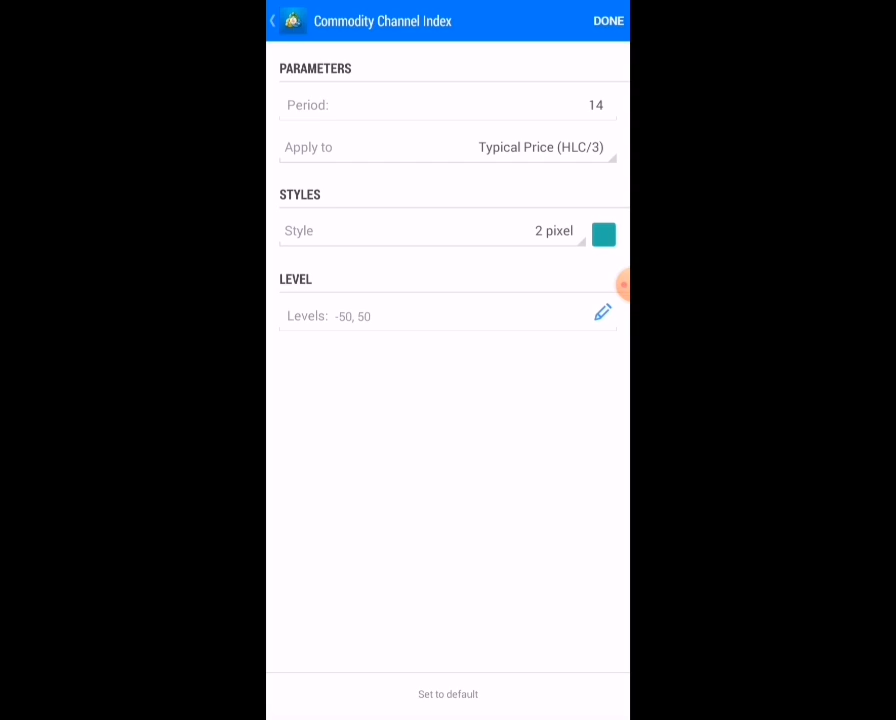 Commodity Channel Index DONE
PARAMETERS
Period: 14
Apply to Typical Price (HLC/3)
STYLES
Style 2 pixel
LEVEL
Levels: -50, 50
Set to default